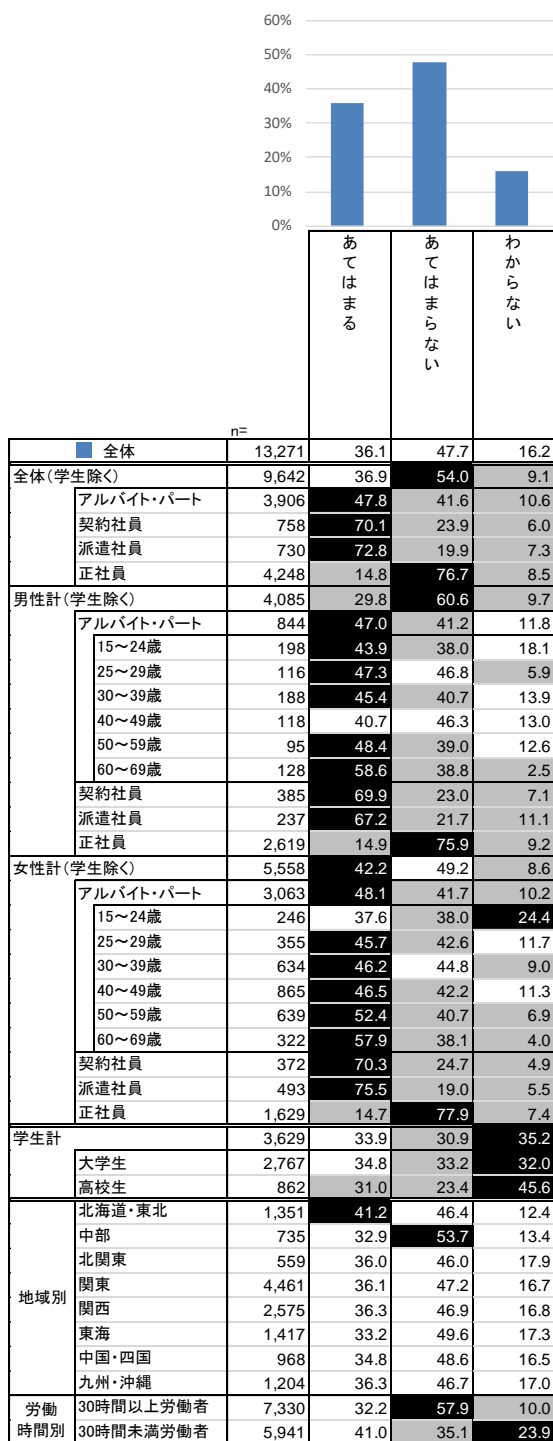 60%
50%
40%
30%
20%
10%
0%
あてはまる
あてはまらない
わからない
n=
全体 13,271 36.1 47.7 16.2
全体(学生除く) 9,642 36.9 54.0 9.1
アルバイト・パート 3,906 47.8 41.6 10.6
契約社員 758 70.1 23.9 6.0
派遣社員 730 72.8 19.9 7.3
正社員 4,248 14.8 76.7 8.5
男性計(学生除く) 4,085 29.8 60.6 9.7
アルバイト・パート 844 47.0 41.2 11.8
15～24歳 198 43.9 38.0 18.1
25～29歳 116 47.3 46.8 5.9
30～39歳 188 45.4 40.7 13.9
40～49歳 118 40.7 46.3 13.0
50～59歳 95 48.4 39.0 12.6
60～69歳 128 58.6 38.8 2.5
契約社員 385 69.9 23.0 7.1
派遣社員 237 67.2 21.7 11.1
正社員 2,619 14.9 75.9 9.2
女性計(学生除く) 5,558 42.2 49.2 8.6
アルバイト・パート 3,063 48.1 41.7 10.2
15～24歳 246 37.6 38.0 24.4
25～29歳 355 45.7 42.6 11.7
30～39歳 634 46.2 44.8 9.0
40～49歳 865 46.5 42.2 11.3
50～59歳 639 52.4 40.7 6.9
60～69歳 322 57.9 38.1 4.0
契約社員 372 70.3 24.7 4.9
派遣社員 493 75.5 19.0 5.5
正社員 1,629 14.7 77.9 7.4
学生計 3,629 33.9 30.9 35.2
大学生 2,767 34.8 33.2 32.0
高校生 862 31.0 23.4 45.6
地域別
北海道・東北 1,351 41.2 46.4 12.4
中部 735 32.9 53.7 13.4
北関東 559 36.0 46.0 17.9
関東 4,461 36.1 47.2 16.7
関西 2,575 36.3 46.9 16.8
東海 1,417 33.2 49.6 17.3
中国・四国 968 34.8 48.6 16.5
九州・沖縄 1,204 36.3 46.7 17.0
労働
時間別
30時間以上労働者 7,330 32.2 57.9 10.0
30時間未満労働者 5,941 41.0 35.1 23.9